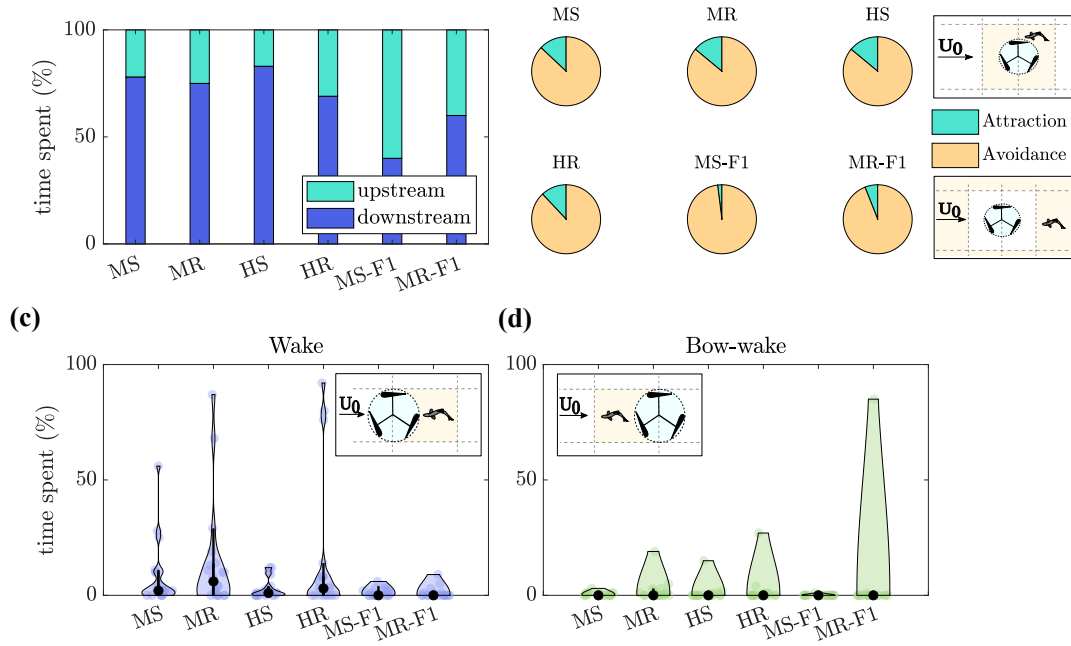 100
50
0
time spent (%)
upstream
downstream
MS
MR
HS
HR
MS-F1
MR-F1
MS
MR
HS
HR
MS-F1
MR-F1
U0
Attraction
Avoidance
U0
(c)
Wake
100
50
0
time spent (%)
U0
MS
MR
HS
HR
MS-F1
MR-F1
(d)
Bow-wake
100
50
0
U0
MS
MR
HS
HR
MS-F1
MR-F1